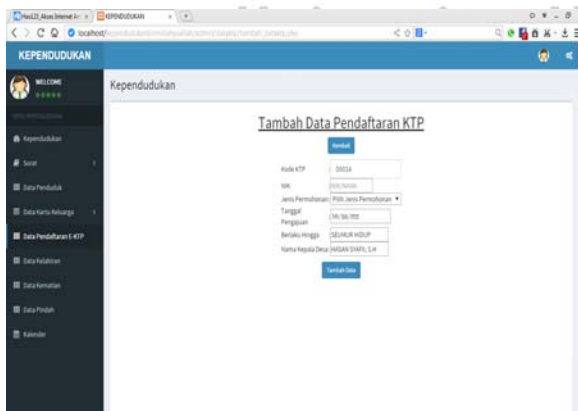 KEPENDUDUKAN
localhost/
KEPENDUDUKAN
WELCOME
Kependudukan
Kependudukan
Surat
Data Penduduk
Data Kartu Keluarga
Data Pendaftaran E-KTP
Data Kelahiran
Data Kematian
Data Pindah
Kalender
Tambah Data Pendaftaran KTP
Kembali
Kode KTP
NIK
Jenis Permohonan Pilih Jenis Permohonan
Tanggal
Pengajuan
Berlaku Hingga SEUMUR HIDUP
Nama Kepala Desa HASAN SYAFII, S.H
Tambah Data